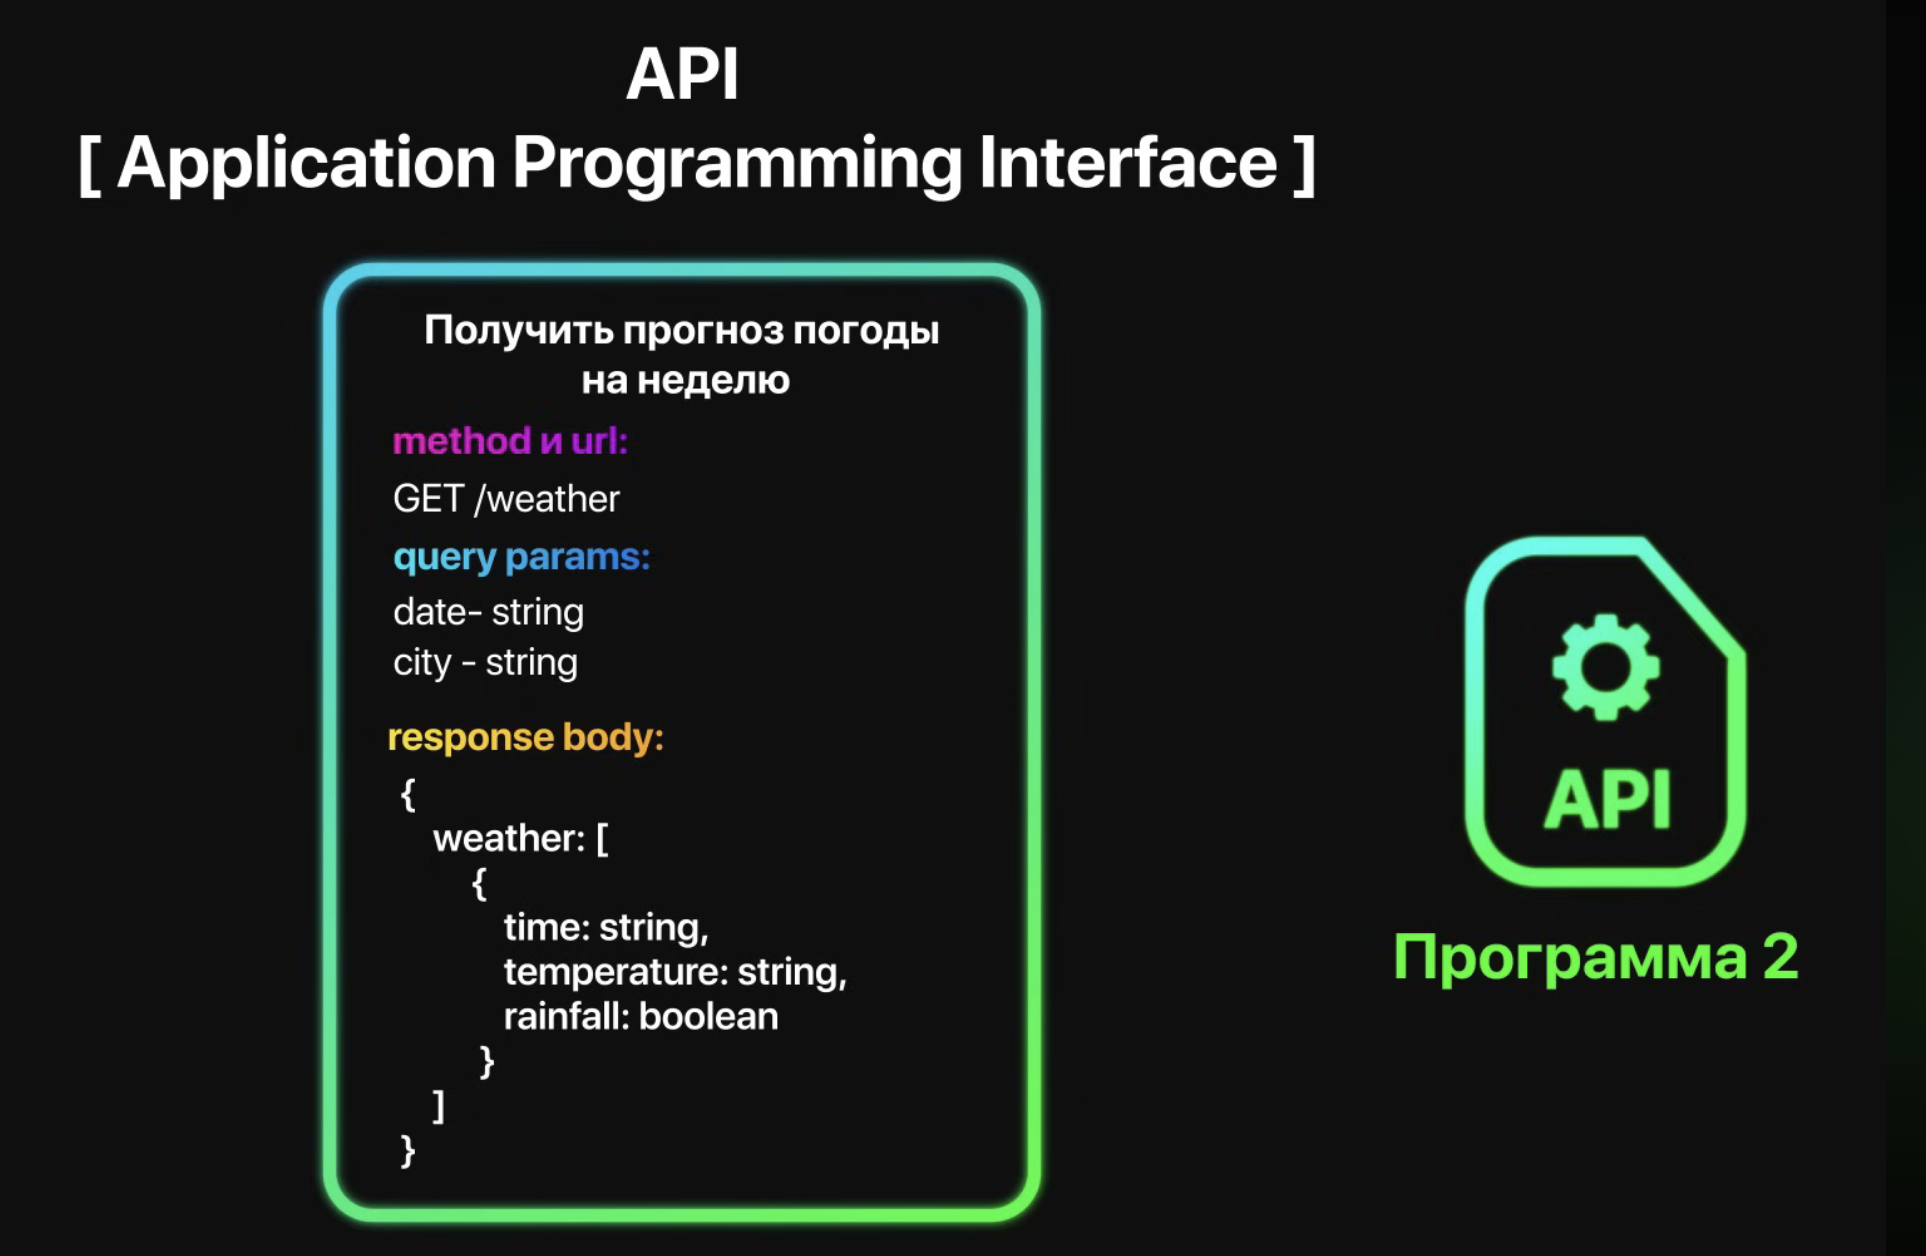 API
[ Application Programming Interface ]
Получить прогноз погоды
на неделю
method и url:
GET /weather
query params:
date- string
city - string
response body:
{
weather: [
{
time: string,
temperature: string,
rainfall: boolean
}
]
}
API
Программа 2